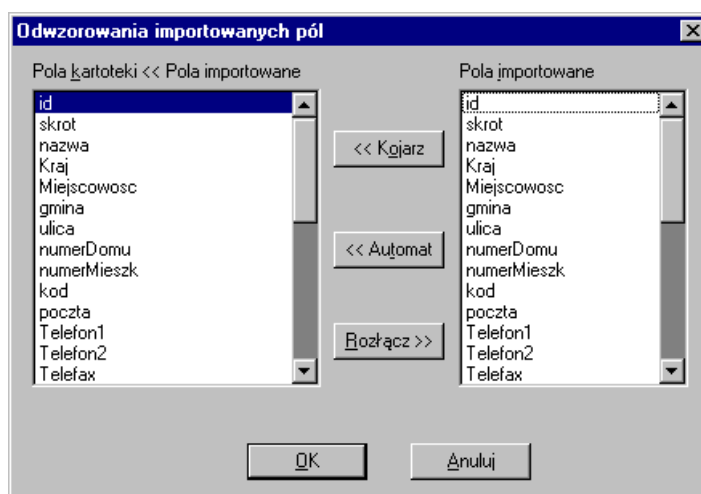 Odwzorowania importowanych pól
Pola kartoteki << Pola importowane
id
skrot
nazwa
Kraj
Miejscowosc
gmina
ulica
numerDomu
numerMieszk
kod
poczta
Telefon1
Telefon2
Telefax
<< Kojarz
<< Automat
Rozłącz >>
Pola importowane
id
skrot
nazwa
Kraj
Miejscowosc
gmina
ulica
numerDomu
numerMieszk
kod
poczta
Telefon1
Telefon2
Telefax
OK
Anuluj